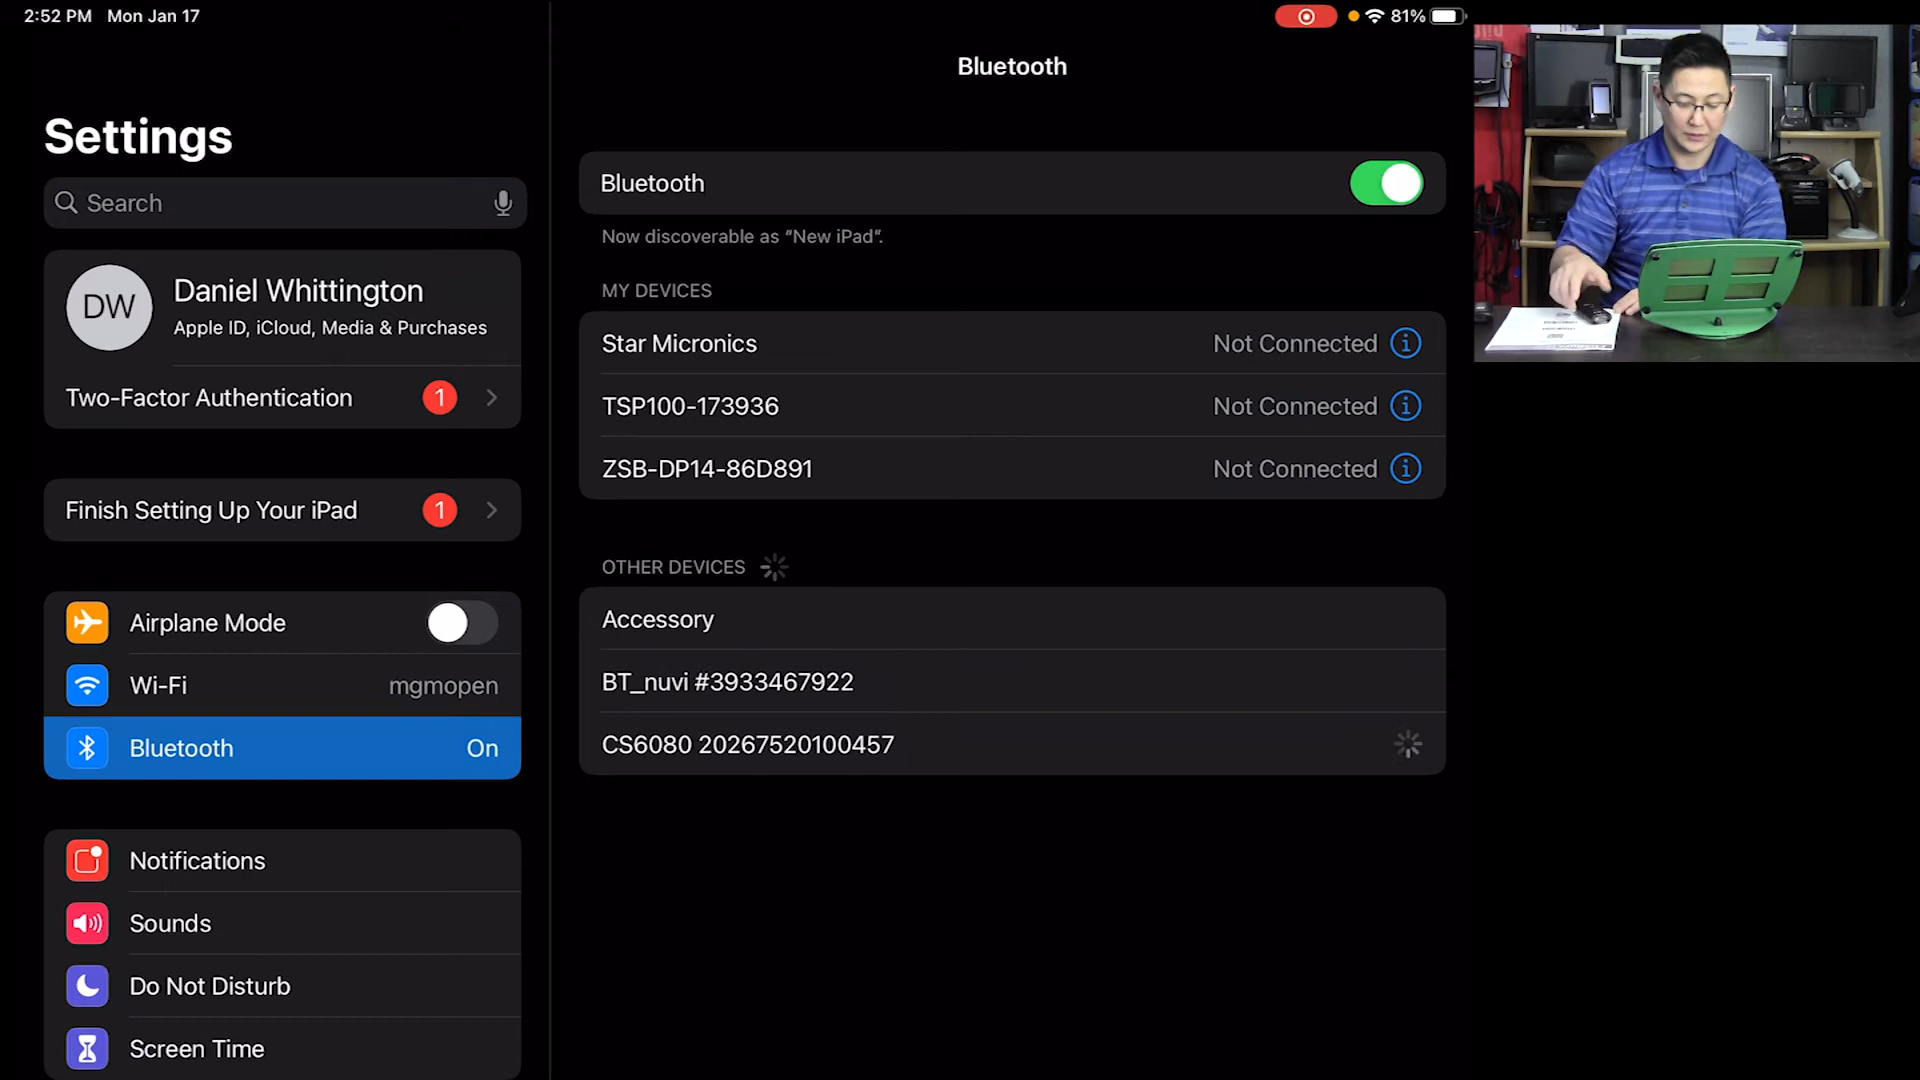 2:52 PM Mon Jan 17
81%
Settings
Search
DW
Daniel Whittington
Apple ID, iCloud, Media & Purchases
Two-Factor Authentication 1
Finish Setting Up Your iPad 1
Airplane Mode
Wi-Fi mgmopen
Bluetooth On
Notifications
Sounds
Do Not Disturb
Screen Time
Bluetooth
Bluetooth
Now discoverable as “New iPad”.
MY DEVICES
Star Micronics Not Connected
TSP100-173936 Not Connected
ZSB-DP14-86D891 Not Connected
OTHER DEVICES
Accessory
BT_nuvi #3933467922
CS6080 20267520100457